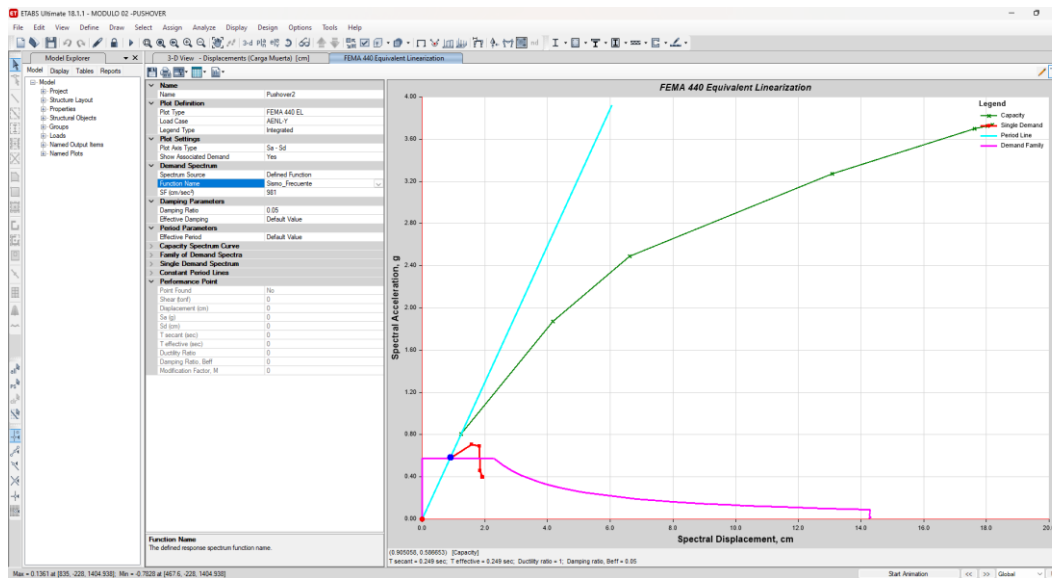 ETABS Ultimate 18.1.1 - MODULO 02 -PUSHOVER
File Edit View Define Draw Select Assign Analyze Display Design Options Tools Help
Model Explorer
3-D View - Displacements (Carga Muerta) [cm]
FEMA 440 Equivalent Linearization
Model Display Tables Reports
Model
Project
Structure Layout
Properties
Structural Objects
Groups
Loads
Named Output Items
Named Plots
Name
Name Pushover2
Plot Definition
Plot Type FEMA 440 EL
Load Case AENL-Y
Legend Type Integrated
Plot Settings
Plot Axis Type Sa - Sd
Show Associated Demand Yes
Demand Spectrum
Spectrum Source Defined Function
Function Name Sismo_Frecuente
SF (cm/sec²) 981
Damping Parameters
Damping Ratio 0.05
Effective Damping Default Value
Period Parameters
Effective Period Default Value
Capacity Spectrum Curve
Family of Demand Spectra
Single Demand Spectrum
Constant Period Lines
Performance Point
Point Found No
Shear (tonf) 0
Displacement (cm) 0
Sa (g) 0
Sd (cm) 0
T secant (sec) 0
T effective (sec) 0
Ductility Ratio 0
Damping Ratio, Beff 0
Modification Factor, M 0
Function Name
The defined response spectrum function name.
FEMA 440 Equivalent Linearization
Legend
Capacity
Single Demand
Period Line
Demand Family
Spectral Acceleration, g
4.00
3.60
3.20
2.80
2.40
2.00
1.60
1.20
0.80
0.40
0.00
0.0 2.0 4.0 6.0 8.0 10.0 12.0 14.0 16.0 18.0 20.0
Spectral Displacement, cm
(0.905058, 0.586653) [Capacity]
T secant = 0.249 sec; T effective = 0.249 sec; Ductility ratio = 1; Damping ratio, Beff = 0.05
Max = 0.1361 at [835, -228, 1404.938]; Min = -0.7828 at [467.6, -228, 1404.938]
Start Animation << >> Global